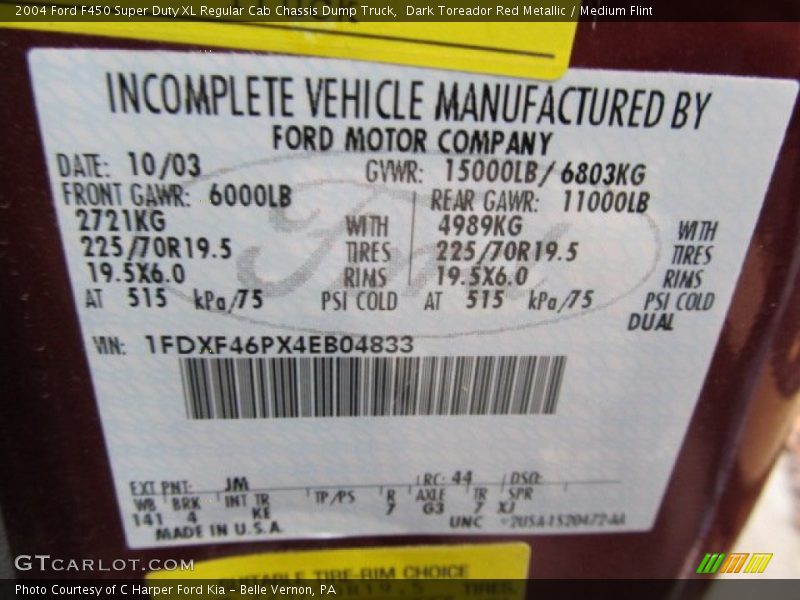 2004 Ford F450 Super Duty XL Regular Cab Chassis Dump Truck,  Dark Toreador Red Metallic / Medium Flint
INCOMPLETE VEHICLE MANUFACTURED BY
FORD MOTOR COMPANY
DATE: 10/03 GVWR: 15000LB/ 6803KG
FRONT GAWR: 6000LB REAR GAWR: 11000LB
2721KG WITH 4989KG WITH
225/70R19.5 TIRES 225/70R19.5 TIRES
19.5X6.0 RIMS 19.5X6.0 RIMS
AT 515 kPa/75 PSI COLD AT 515 kPa/75 PSI COLD
DUAL
VIN: 1FDXF46PX4EB04833
EXT PNT: JM RC: 44 DSO:
WB BRK INT TR TP/PS R AXLE TR SPR
141 4 KE 7 G3 7 XJ
MADE IN U.S.A. UNC
TIRE-RIM CHOICE
GTCARLOT.COM
Photo Courtesy of C Harper Ford Kia – Belle Vernon, PA